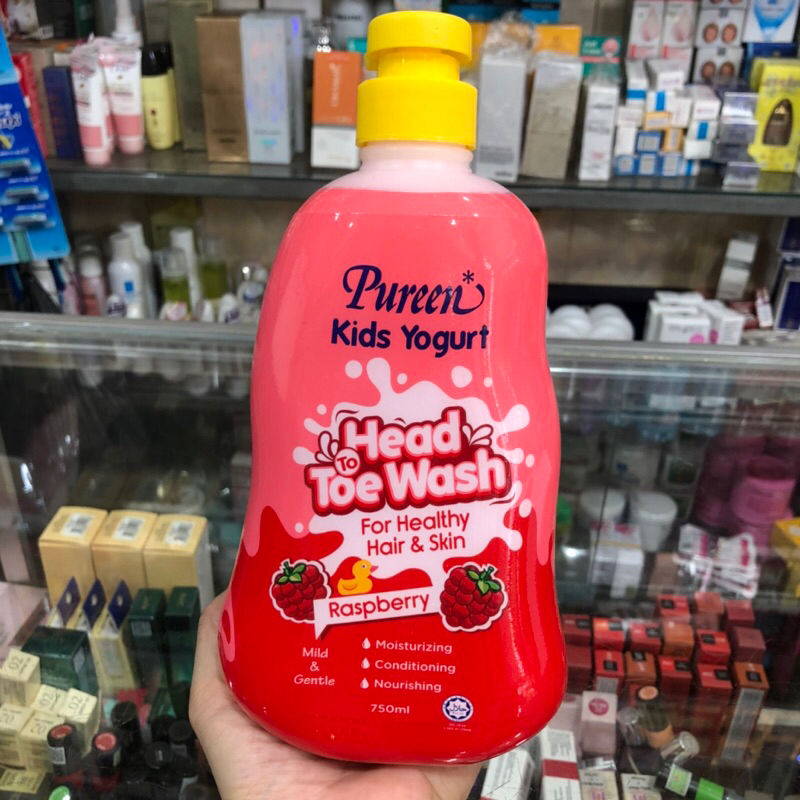 Pureen*
Kids Yogurt
Head
To
Toe Wash
For Healthy
Hair & Skin
Raspberry
Mild
&
Gentle
Moisturizing
Conditioning
Nourishing
750ml